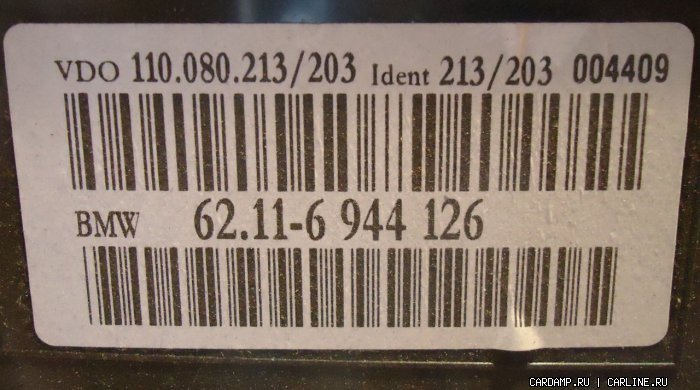 VDO 110.080.213/203 Ident 213/203 004409
BMW 62.11-6 944 126
CARDAMP.RU | CARLINE.RU